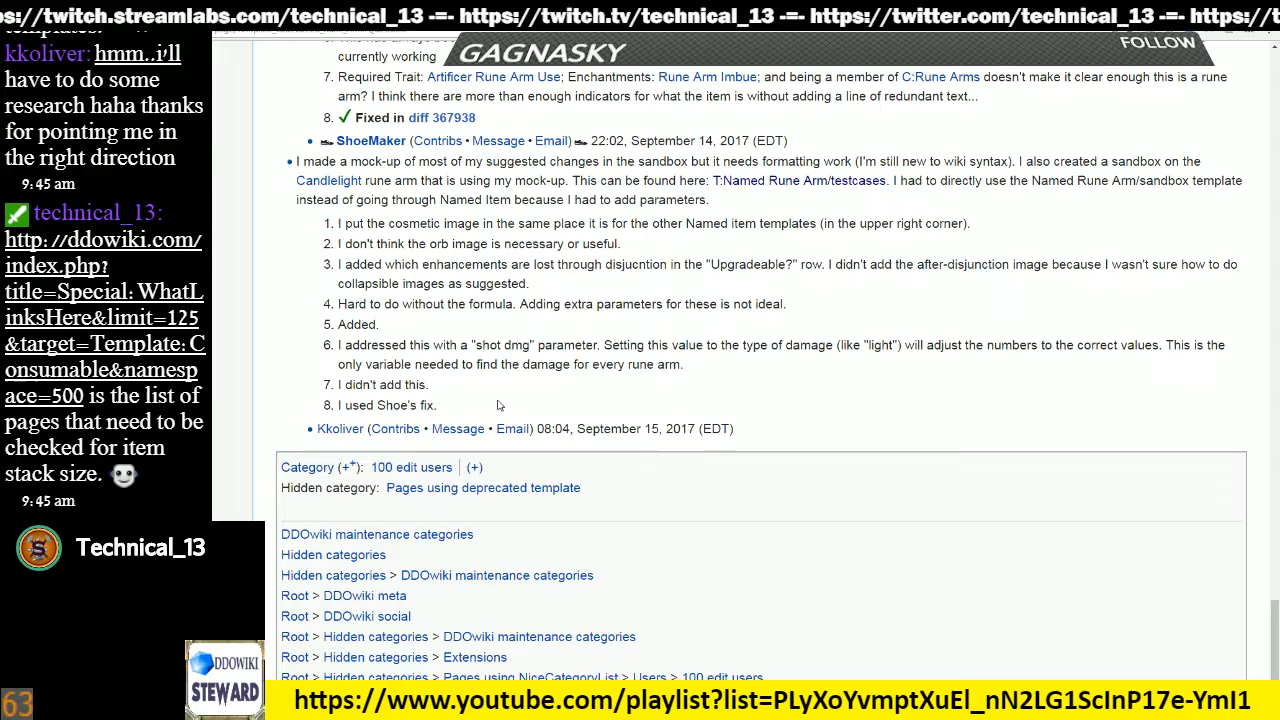 ps://twitch.streamlabs.com/technical_13 -=- https://twitch.tv/technical_13 -=- https://twitter.com/technical_13 -=- https://t
templates.
kkoliver: hmm..i'll
have to do some
research haha thanks
for pointing me in
the right direction
9:45 am
technical_13:
http://ddowiki.com/
index.php?
title=Special:WhatL
inksHere&limit=125
&target=Template:C
onsumable&namesp
ace=500 is the list of
pages that need to be
checked for item
stack size.
9:45 am
Technical_13
DDOWIKI
STEWARD
63
GAGNASKY
FOLLOW
currently working
7. Required Trait: Artificer Rune Arm Use; Enchantments: Rune Arm Imbue; and being a member of C:Rune Arms doesn't make it clear enough this is a rune
arm? I think there are more than enough indicators for what the item is without adding a line of redundant text...
8. ✓ Fixed in diff 367938
• ShoeMaker (Contribs • Message • Email) 22:02, September 14, 2017 (EDT)
• I made a mock-up of most of my suggested changes in the sandbox but it needs formatting work (I'm still new to wiki syntax). I also created a sandbox on the
Candlelight rune arm that is using my mock-up. This can be found here: T:Named Rune Arm/testcases. I had to directly use the Named Rune Arm/sandbox template
instead of going through Named Item because I had to add parameters.
1. I put the cosmetic image in the same place it is for the other Named item templates (in the upper right corner).
2. I don't think the orb image is necessary or useful.
3. I added which enhancements are lost through disjucntion in the "Upgradeable?" row. I didn't add the after-disjunction image because I wasn't sure how to do
collapsible images as suggested.
4. Hard to do without the formula. Adding extra parameters for these is not ideal.
5. Added.
6. I addressed this with a "shot dmg" parameter. Setting this value to the type of damage (like "light") will adjust the numbers to the correct values. This is the
only variable needed to find the damage for every rune arm.
7. I didn't add this.
8. I used Shoe's fix.
• Kkoliver (Contribs • Message • Email) 08:04, September 15, 2017 (EDT)
Category (++): 100 edit users (+)
Hidden category: Pages using deprecated template
DDOwiki maintenance categories
Hidden categories
Hidden categories > DDOwiki maintenance categories
Root > DDOwiki meta
Root > DDOwiki social
Root > Hidden categories > DDOwiki maintenance categories
Root > Hidden categories > Extensions
Root > Hidden categories > Pages using NiceCategoryList > Users > 100 edit users
https://www.youtube.com/playlist?list=PLyXoYvmptXuEl_nN2LG1ScInP17e-YmI1